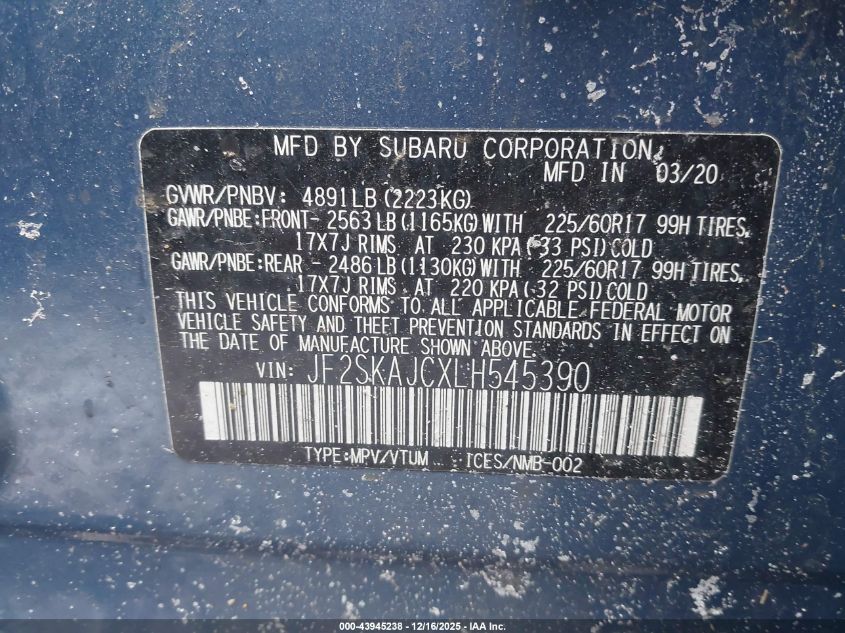 MFD BY SUBARU CORPORATION
MFD IN 03/20
GVWR/PNBV: 4891LB (2223KG)
GAWR/PNBE:FRONT- 2563 LB (1165KG) WITH 225/60R17 99H TIRES,
17X7J RIMS AT 230 KPA (33 PSI) COLD
GAWR/PNBE:REAR - 2486 LB (1130KG) WITH 225/60R17 99H TIRES,
17X7J RIMS AT 220 KPA (32 PSI) COLD
THIS VEHICLE CONFORMS TO ALL APPLICABLE FEDERAL MOTOR
VEHICLE SAFETY AND THEFT PREVENTION STANDARDS IN EFFECT ON
THE DATE OF MANUFACTURE SHOWN ABOVE.
VIN: JF2SKAJCXLH545390
TYPE:MPV/VTUM ICES/NMB-002
000-43945238 - 12/16/2025 - IAA Inc.